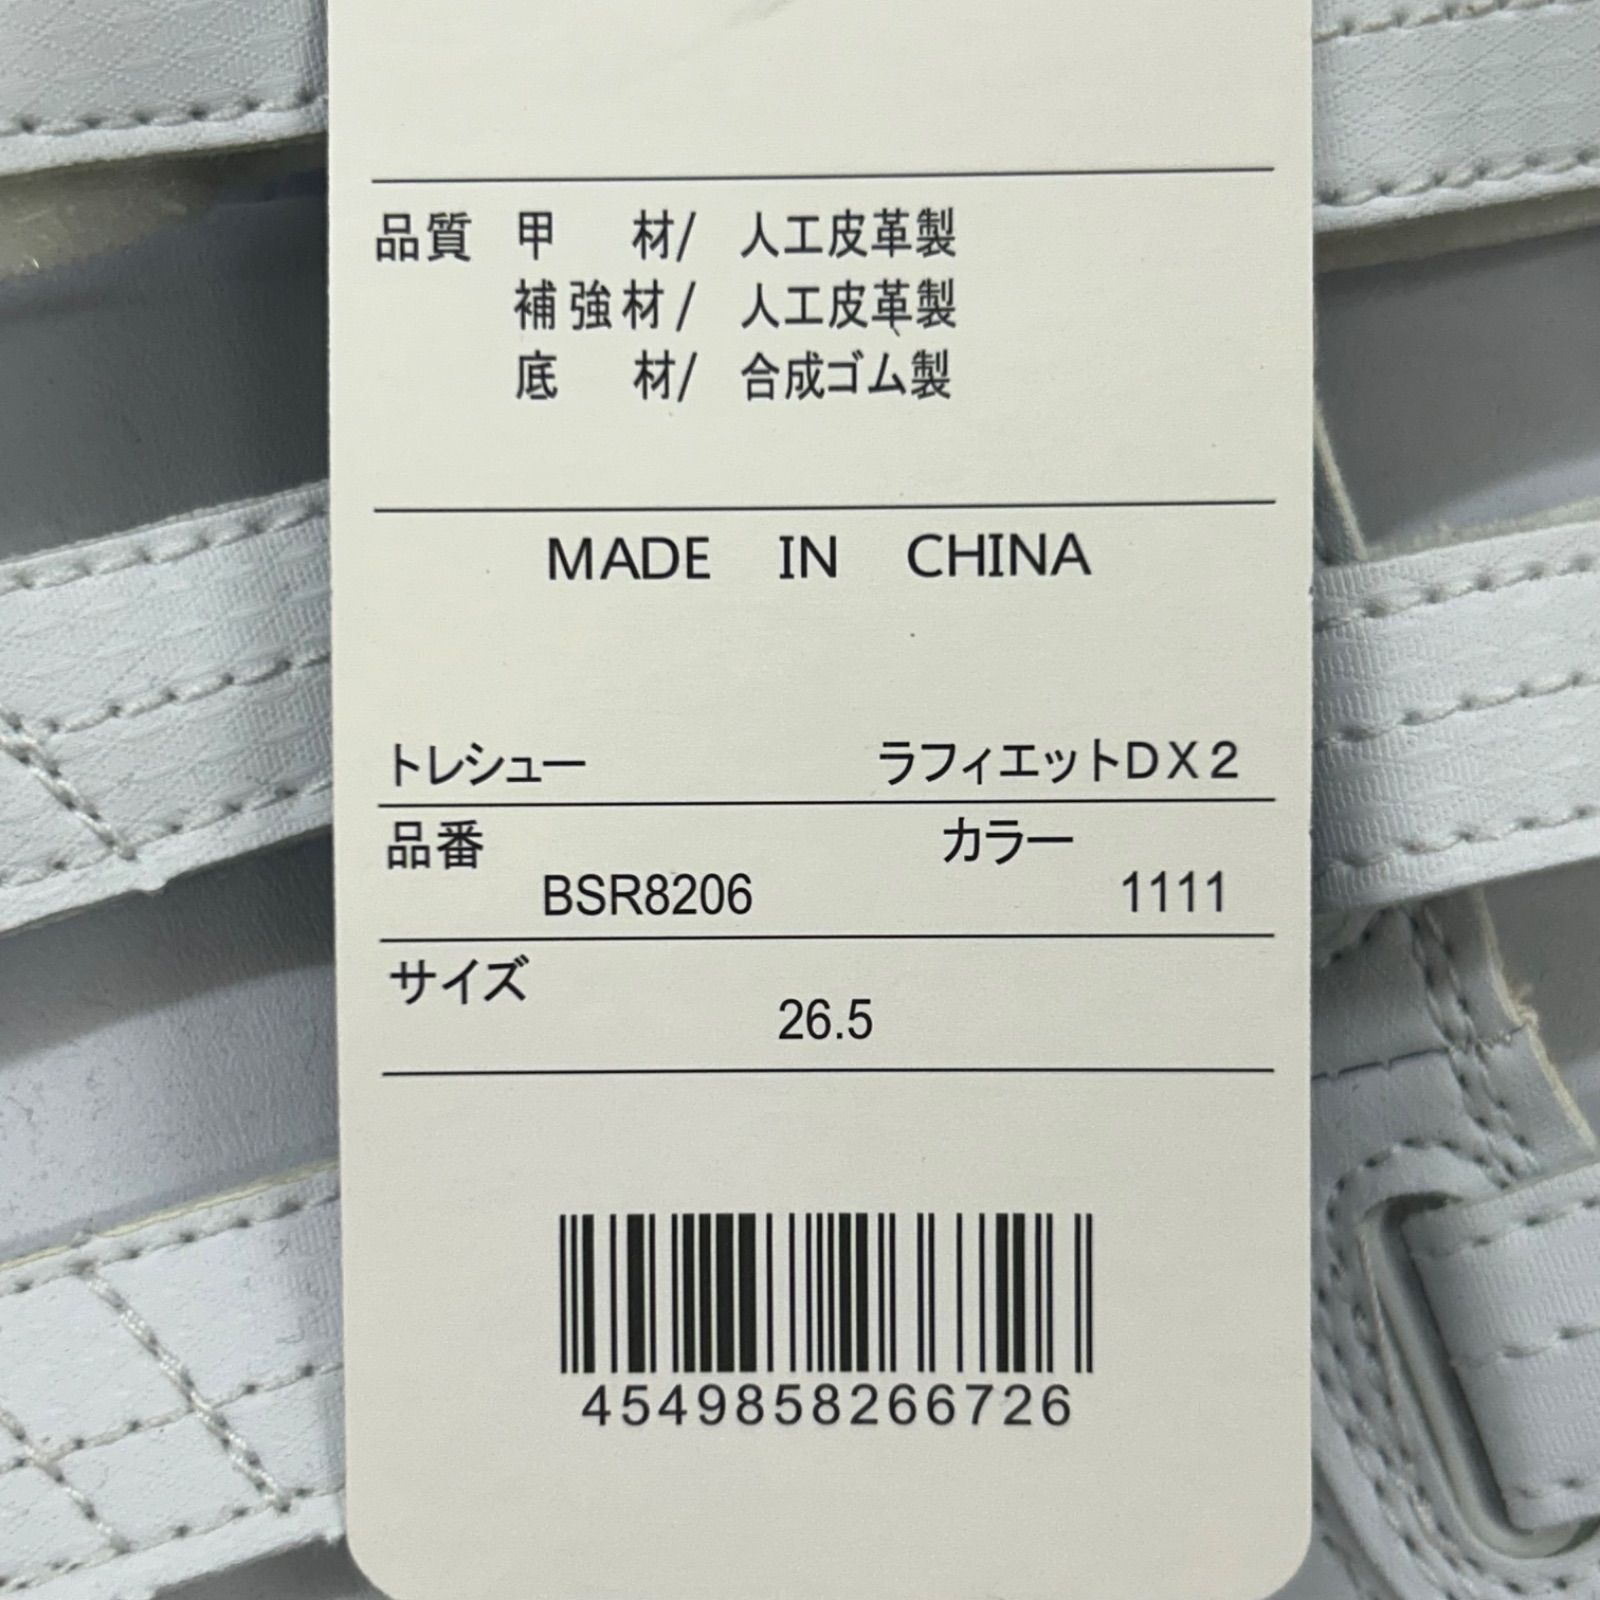 品質 甲 材/ 人工皮革製
補強材/ 人工皮革製
底 材/ 合成ゴム製
MADE IN CHINA
トレシュー ラフィエットDX2
品番 カラー
BSR8206 1111
サイズ
26.5
4549858266726